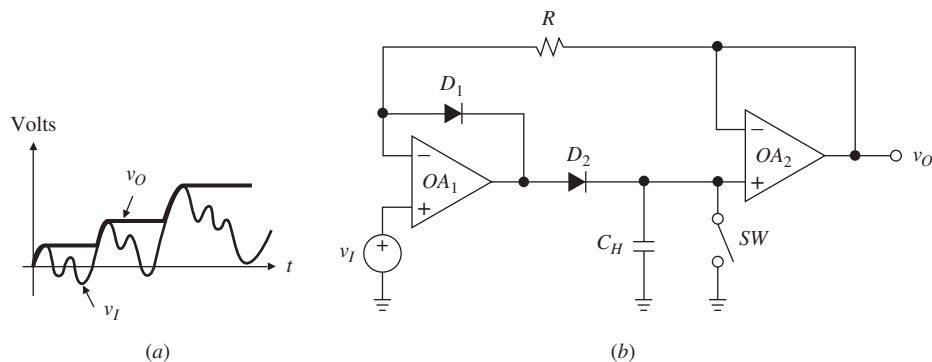 Volts
v_O
t
v_I
(a)
R
D_1
−
OA_1
+
D_2
v_I
+
C_H
SW
−
OA_2
+
v_O
(b)